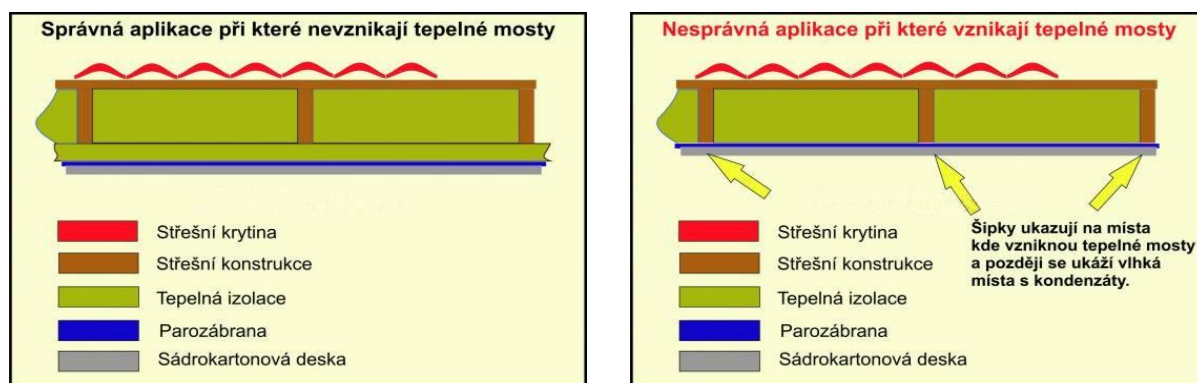 Správná aplikace při které nevznikají tepelné mosty
Střešní krytina
Střešní konstrukce
Tepelná izolace
Parozábrana
Sádrokartonová deska
Nesprávná aplikace při které vznikají tepelné mosty
Šipky ukazují na místa
kde vzniknou tepelné mosty
a později se ukáží vlhká
místa s kondenzáty.
Střešní krytina
Střešní konstrukce
Tepelná izolace
Parozábrana
Sádrokartonová deska